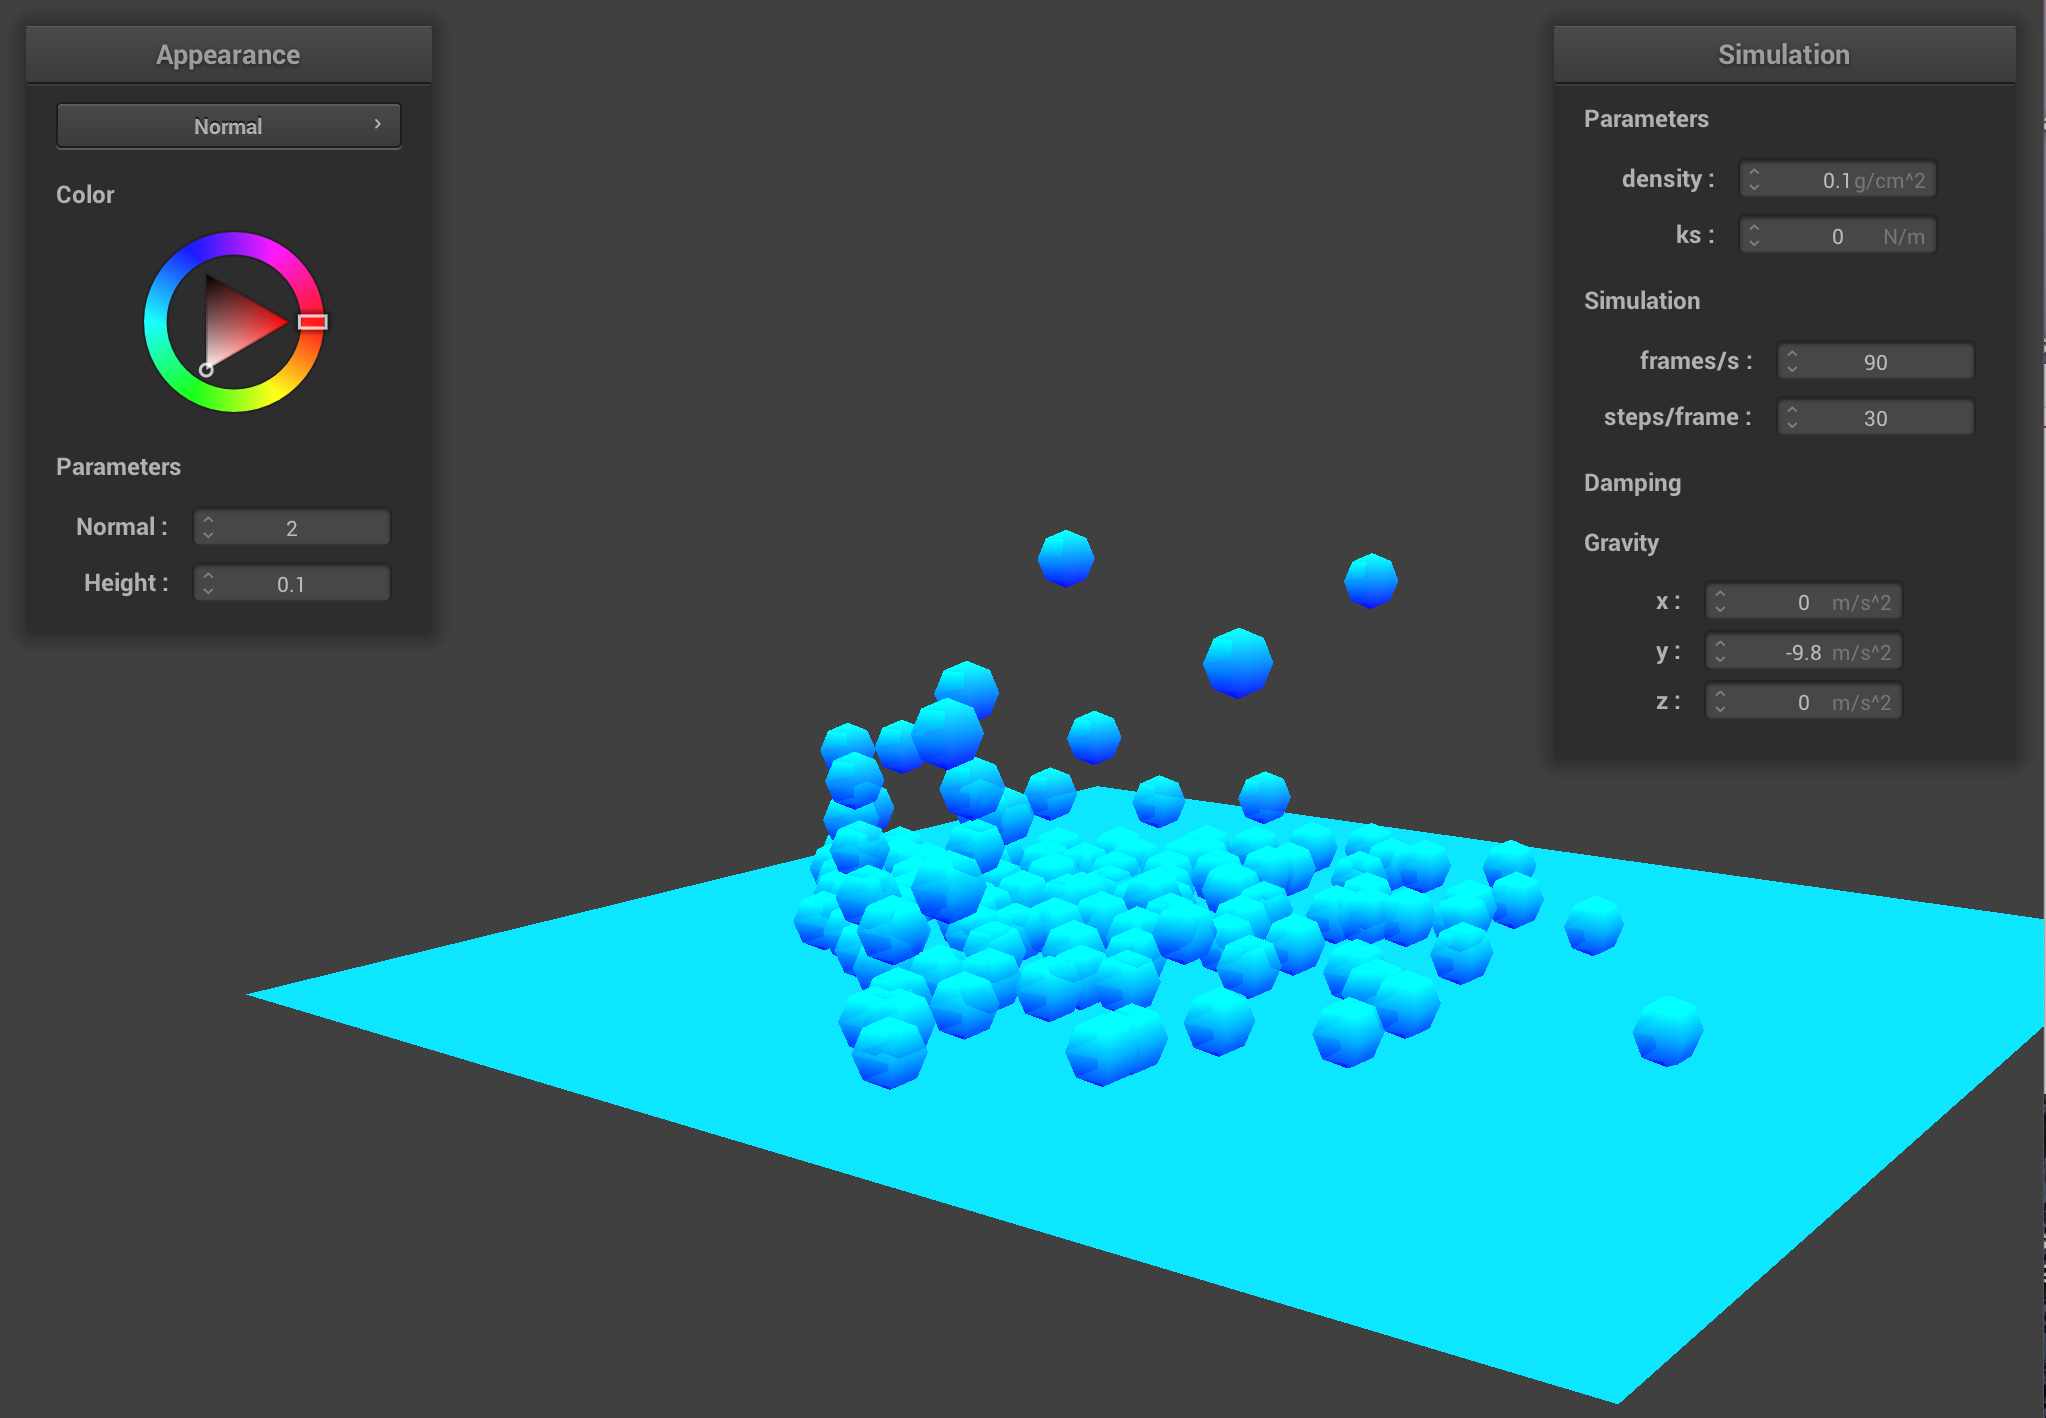 Appearance
Normal
Color
Parameters
Normal :
2
Height :
0.1
Simulation
Parameters
density :
0.1 g/cm^2
ks :
0 N/m
Simulation
frames/s :
90
steps/frame :
30
Damping
Gravity
x :
0 m/s^2
y :
-9.8 m/s^2
z :
0 m/s^2